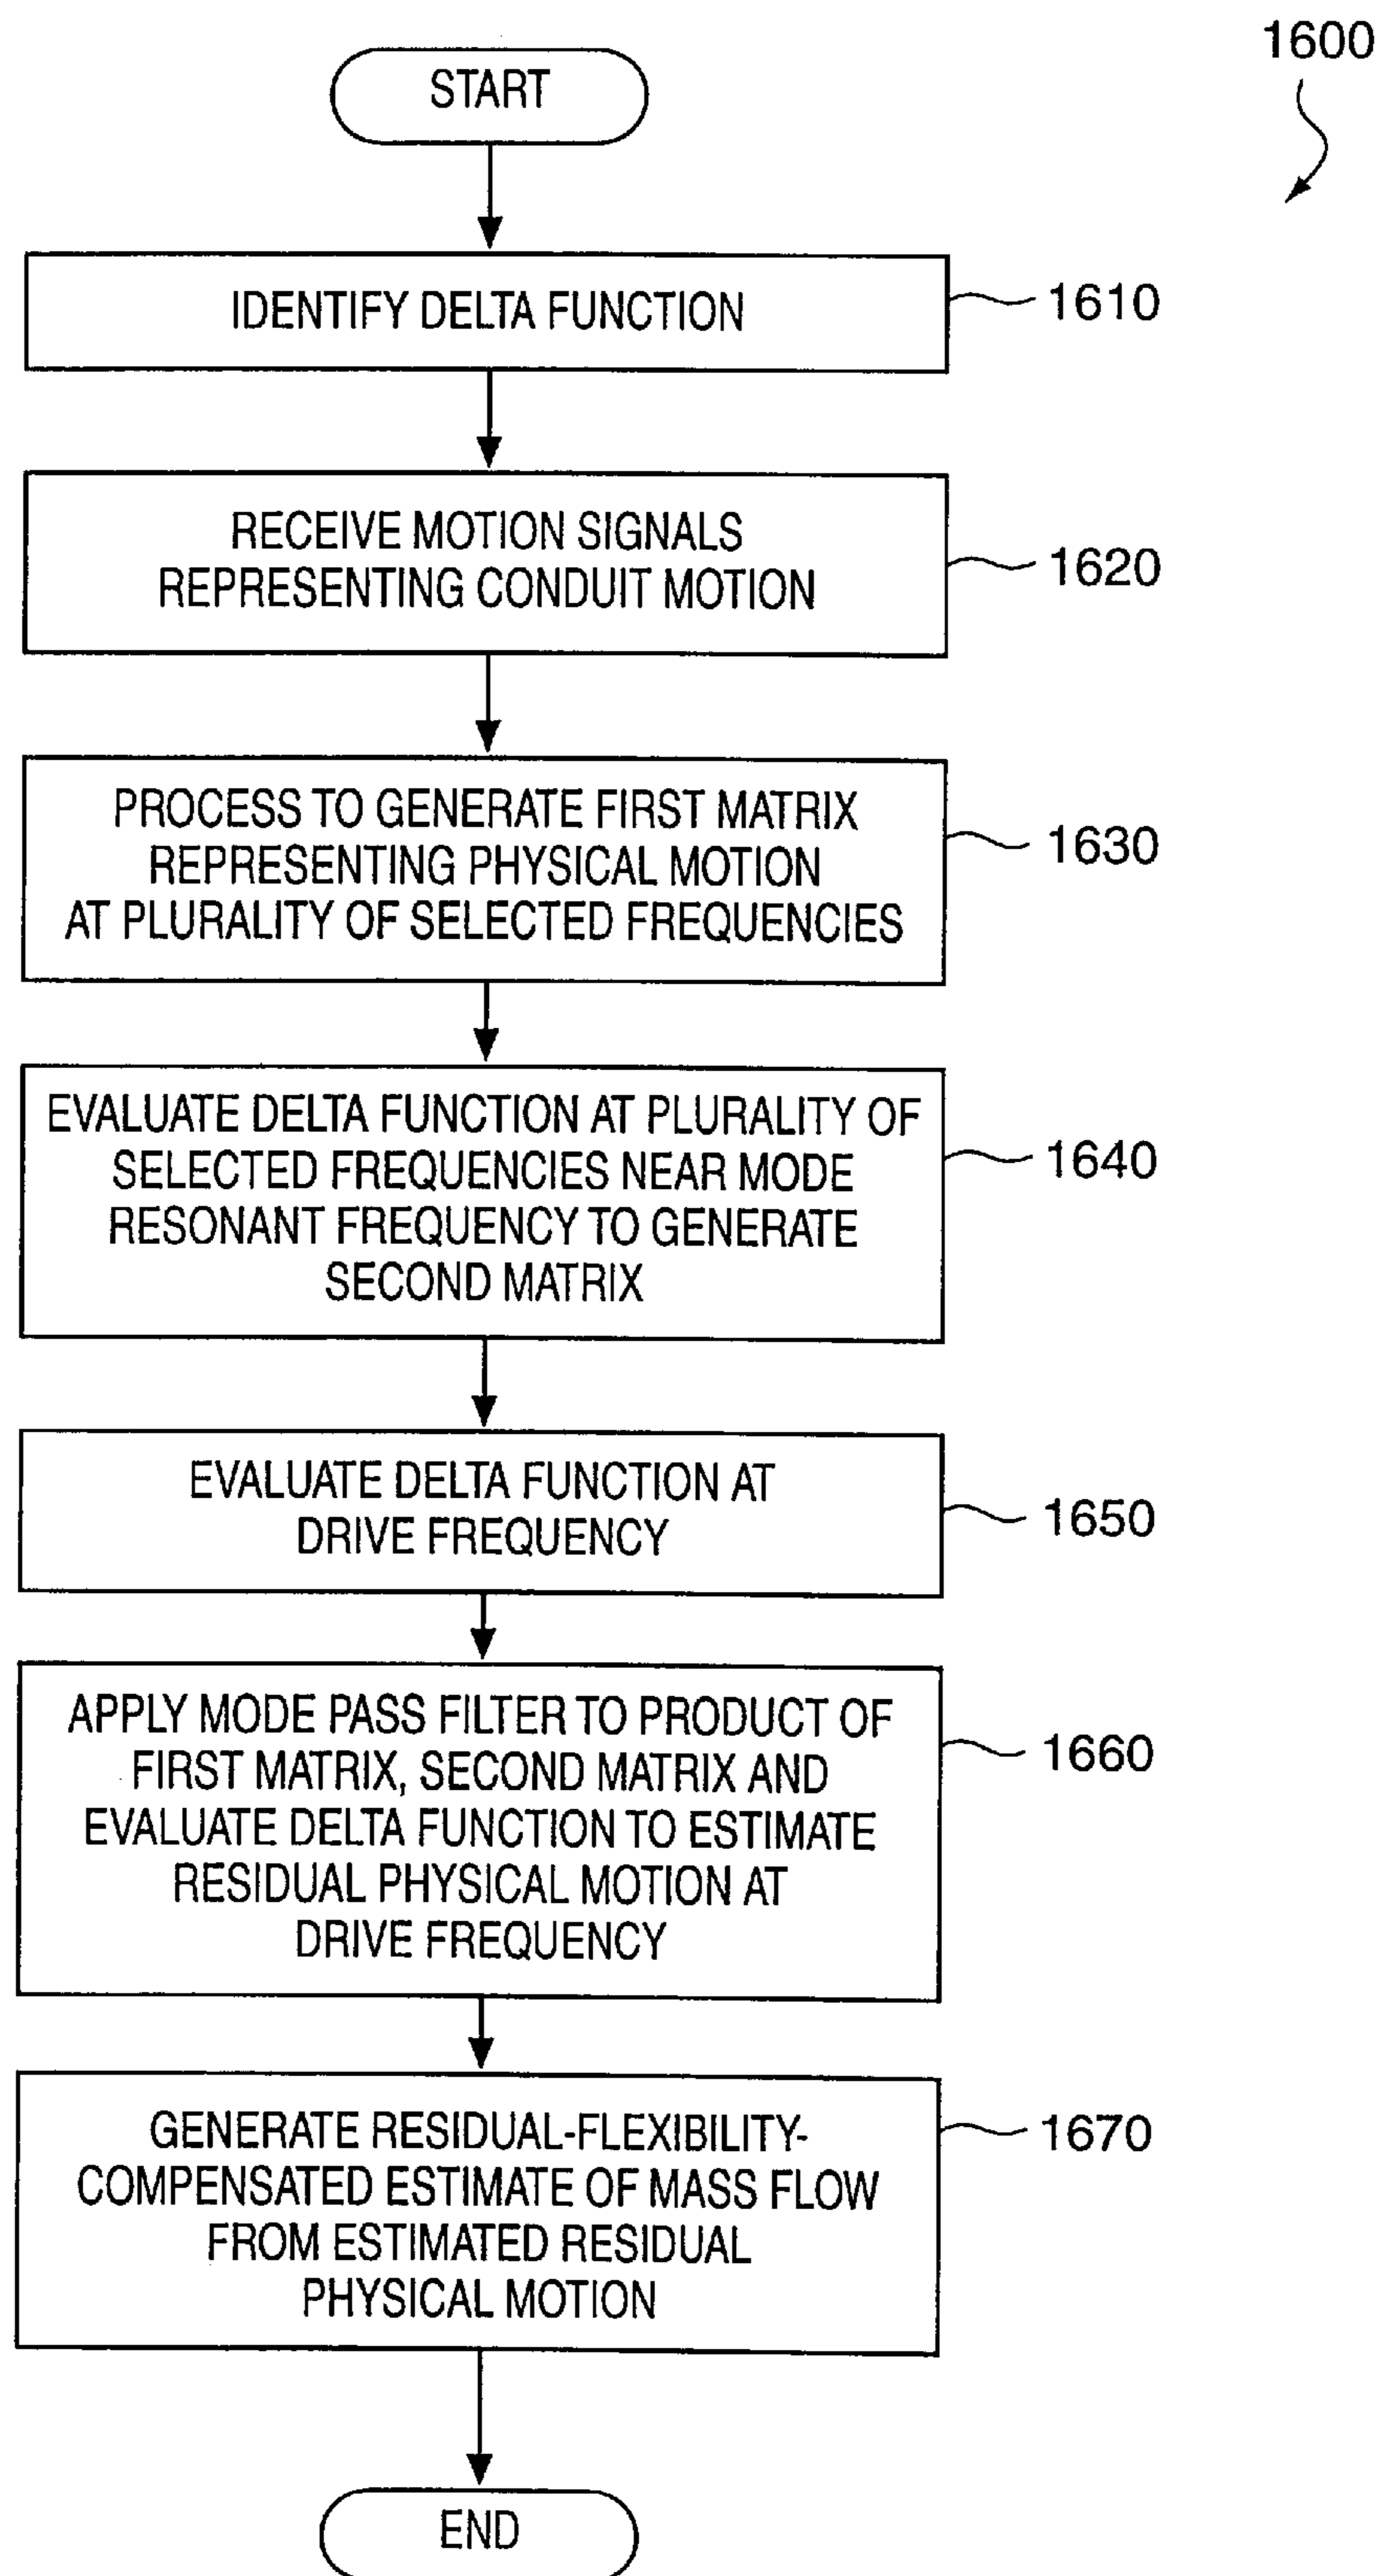 1600
START
IDENTIFY DELTA FUNCTION
1610
RECEIVE MOTION SIGNALS
REPRESENTING CONDUIT MOTION
1620
PROCESS TO GENERATE FIRST MATRIX
REPRESENTING PHYSICAL MOTION
AT PLURALITY OF SELECTED FREQUENCIES
1630
EVALUATE DELTA FUNCTION AT PLURALITY OF
SELECTED FREQUENCIES NEAR MODE
RESONANT FREQUENCY TO GENERATE
SECOND MATRIX
1640
EVALUATE DELTA FUNCTION AT
DRIVE FREQUENCY
1650
APPLY MODE PASS FILTER TO PRODUCT OF
FIRST MATRIX, SECOND MATRIX AND
EVALUATE DELTA FUNCTION TO ESTIMATE
RESIDUAL PHYSICAL MOTION AT
DRIVE FREQUENCY
1660
GENERATE RESIDUAL-FLEXIBILITY-
COMPENSATED ESTIMATE OF MASS FLOW
FROM ESTIMATED RESIDUAL
PHYSICAL MOTION
1670
END